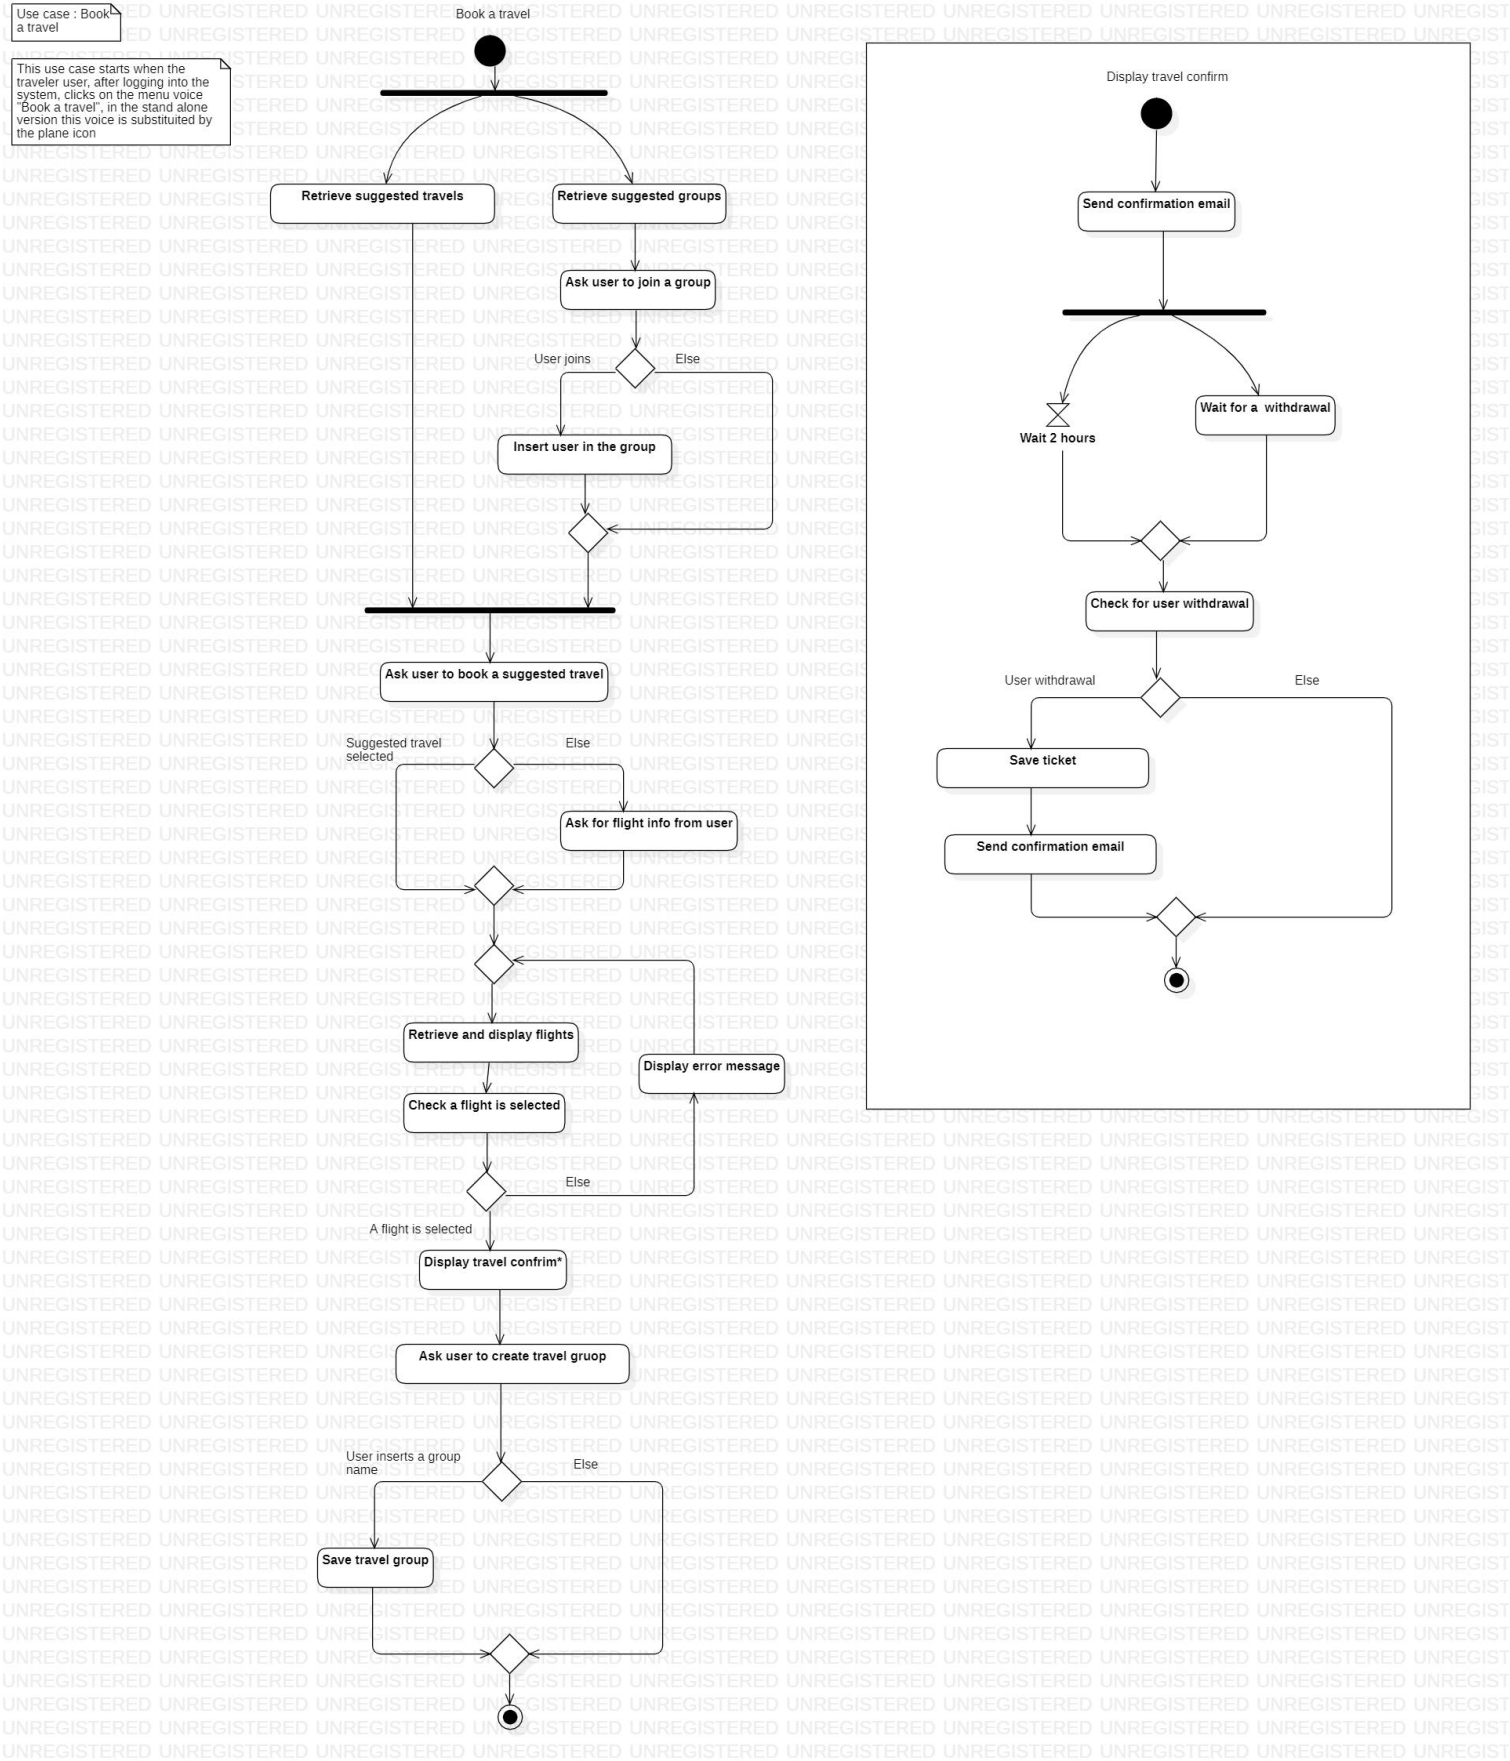 Use case : Book
a travel
This use case starts when the
traveler user, after logging into the
system, clicks on the menu voice
"Book a travel", in the stand alone
version this voice is substituited by
the plane icon
Book a travel
Retrieve suggested travels
Retrieve suggested groups
Ask user to join a group
User joins
Else
Insert user in the group
Ask user to book a suggested travel
Suggested travel
selected
Else
Ask for flight info from user
Retrieve and display flights
Display error message
Check a flight is selected
Else
A flight is selected
Display travel confrim*
Ask user to create travel gruop
User inserts a group
name
Else
Save travel group
Display travel confirm
Send confirmation email
Wait 2 hours
Wait for a  withdrawal
Check for user withdrawal
User withdrawal
Else
Save ticket
Send confirmation email
UNREGISTERED